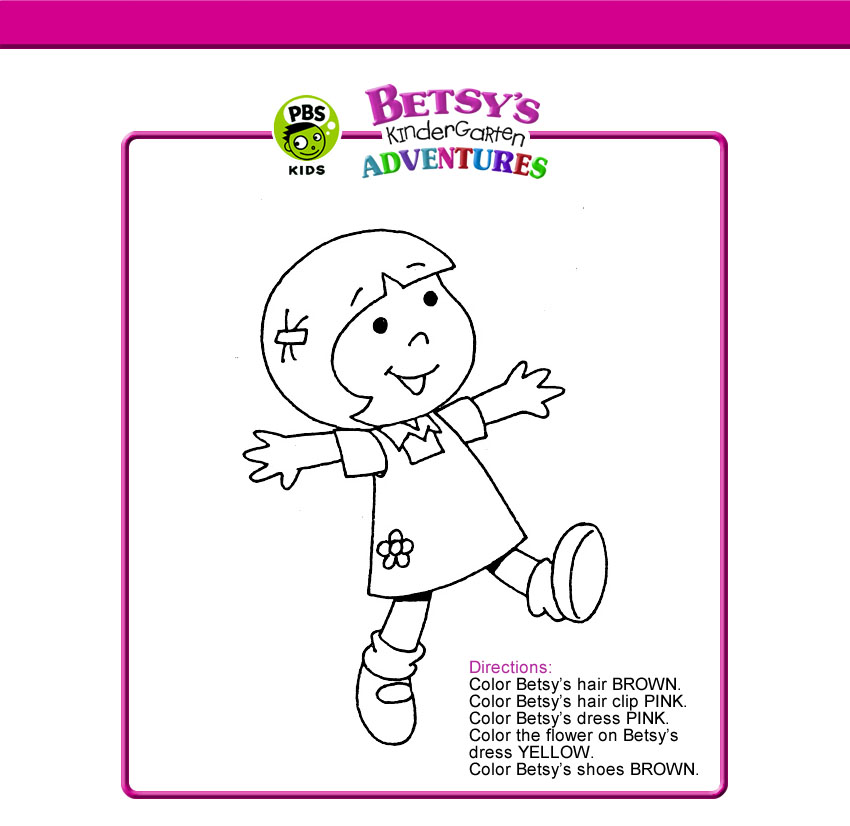 PBS
KIDS
BETSY'S
KinderGarten
ADVENTURES
Directions:
Color Betsy's hair BROWN.
Color Betsy's hair clip PINK.
Color Betsy's dress PINK.
Color the flower on Betsy's
dress YELLOW.
Color Betsy's shoes BROWN.